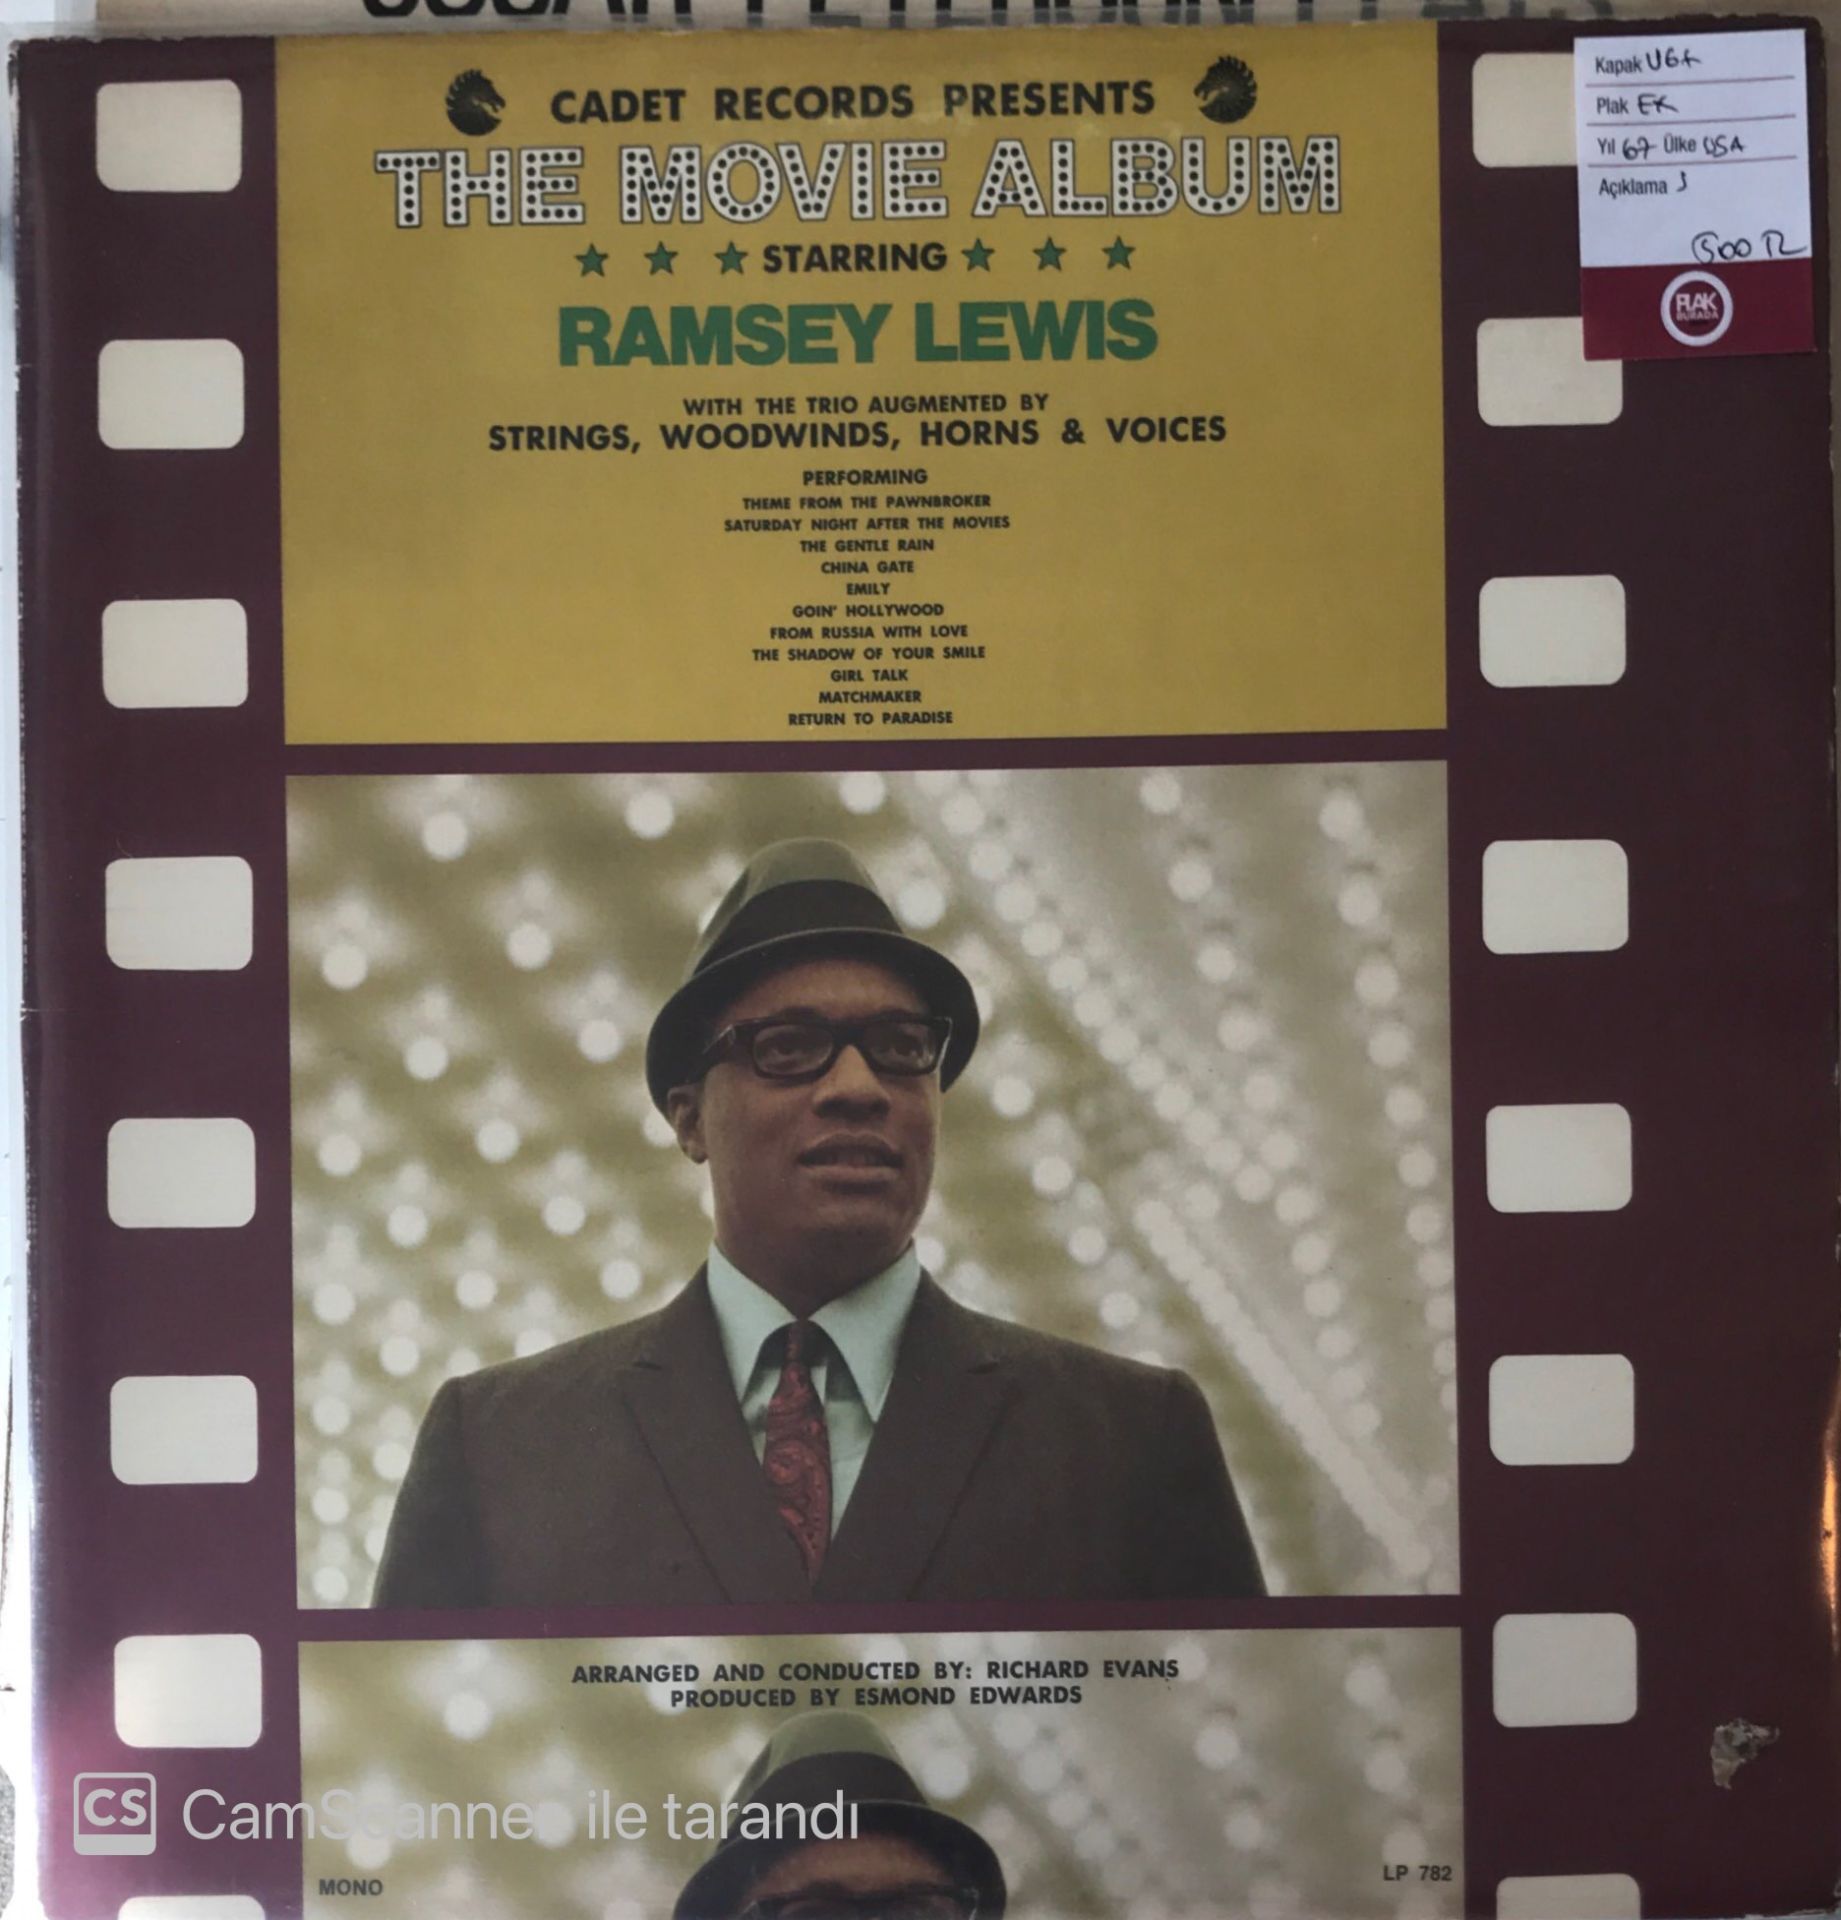 CADET RECORDS PRESENTS
THE MOVIE ALBUM
STARRING
RAMSEY LEWIS
WITH THE TRIO AUGMENTED BY
STRINGS, WOODWINDS, HORNS & VOICES
PERFORMING
THEME FROM THE PAWNBROKER
SATURDAY NIGHT AFTER THE MOVIES
THE GENTLE RAIN
CHINA GATE
EMILY
GOIN' HOLLYWOOD
FROM RUSSIA WITH LOVE
THE SHADOW OF YOUR SMILE
GIRL TALK
MATCHMAKER
RETURN TO PARADISE
Kapak
Plak
Yıl 67 Ülke USA
Açıklama
500 TL
PLAK
BURADA
ARRANGED AND CONDUCTED BY: RICHARD EVANS
PRODUCED BY ESMOND EDWARDS
CS CamScanner ile tarandı
MONO
LP 782